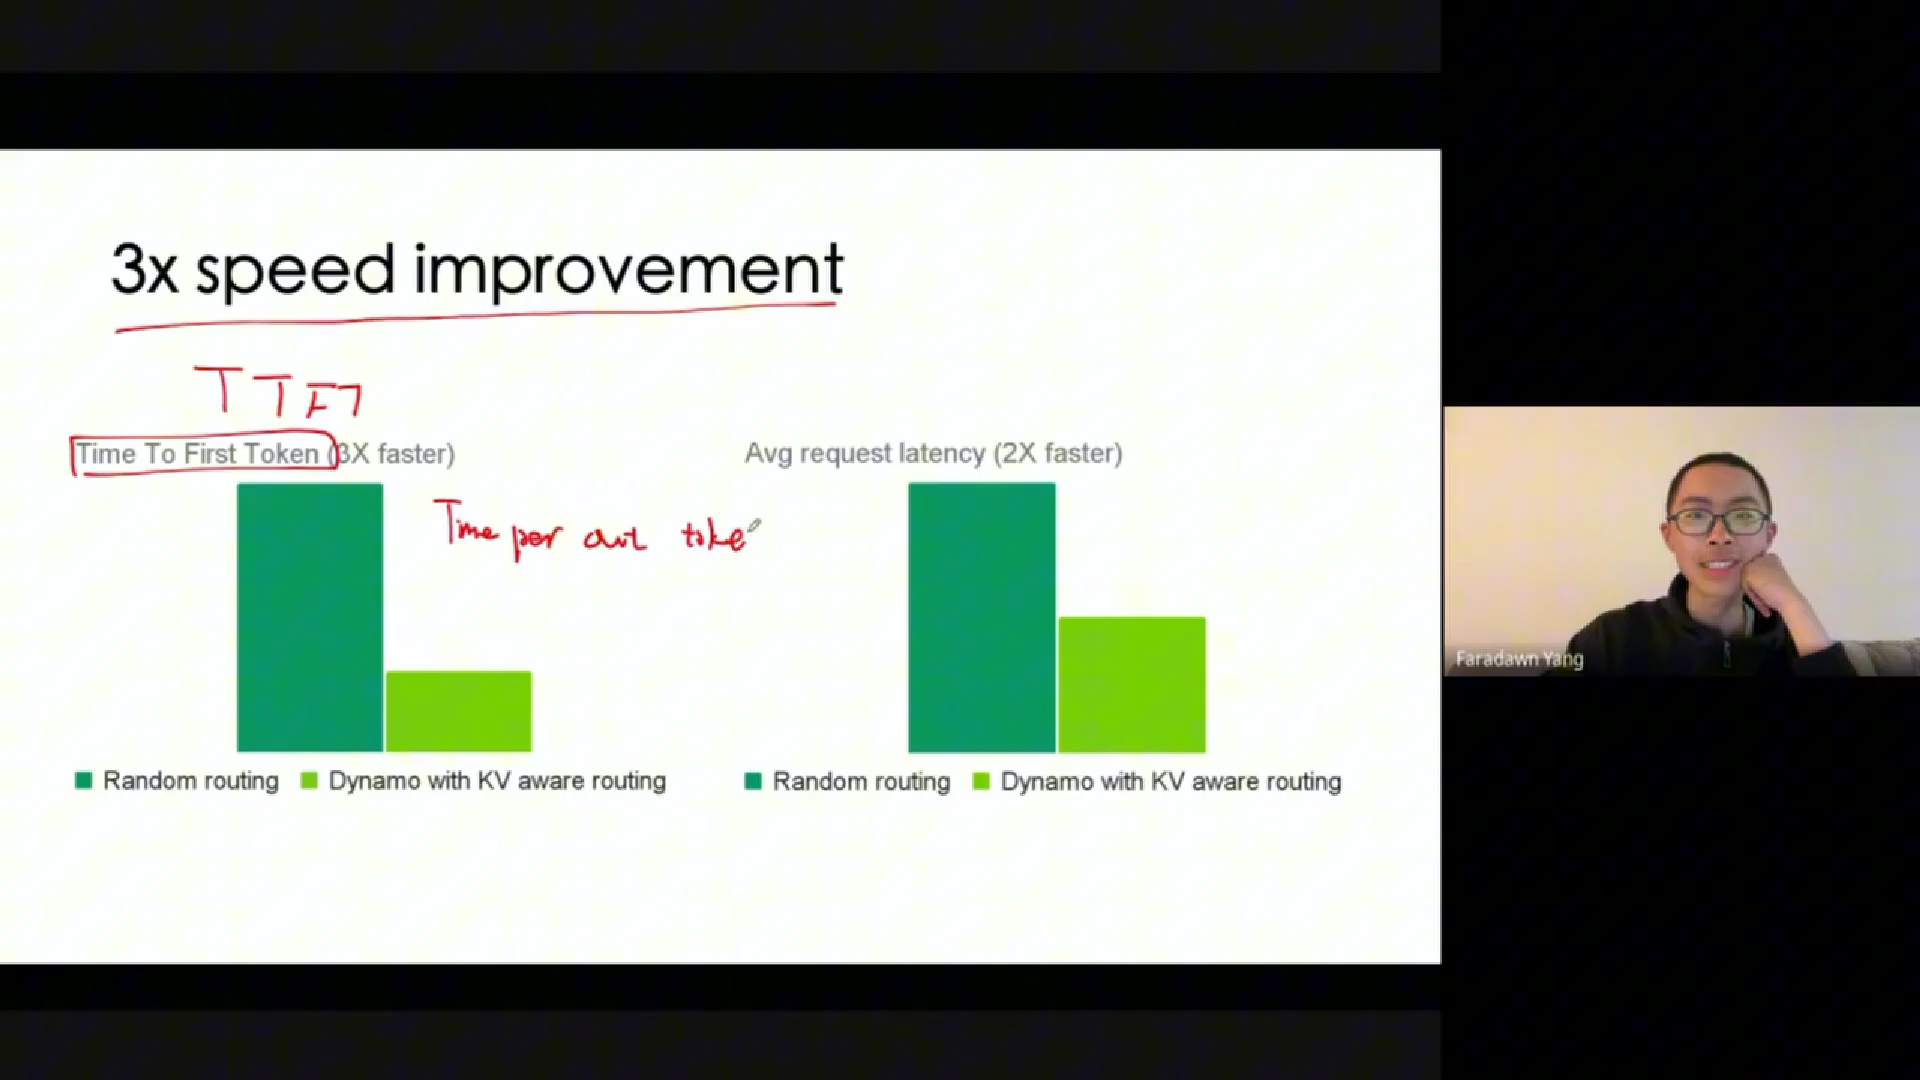 3x speed improvement
TTFT
Time To First Token (3X faster)
Avg request latency (2X faster)
Time per out toke
Random routing
Dynamo with KV aware routing
Random routing
Dynamo with KV aware routing
Faradawn Yang